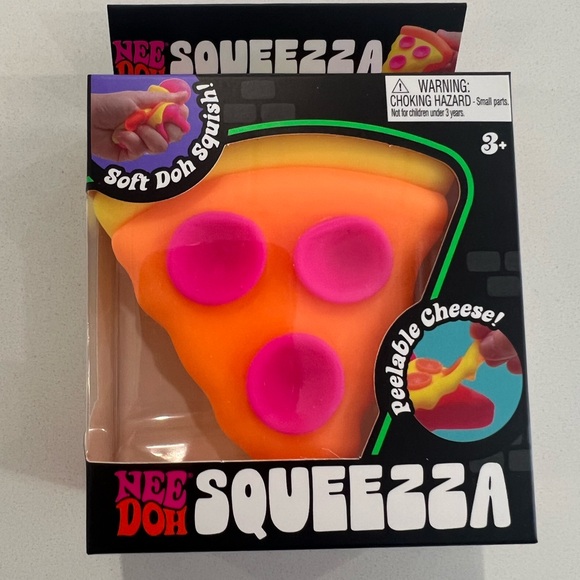 NEE DOH SQUEEZZA
WARNING:
CHOKING HAZARD - Small parts.
Not for children under 3 years.
Soft Doh Squish!
3+
Peelable Cheese!
NEE DOH SQUEEZZA